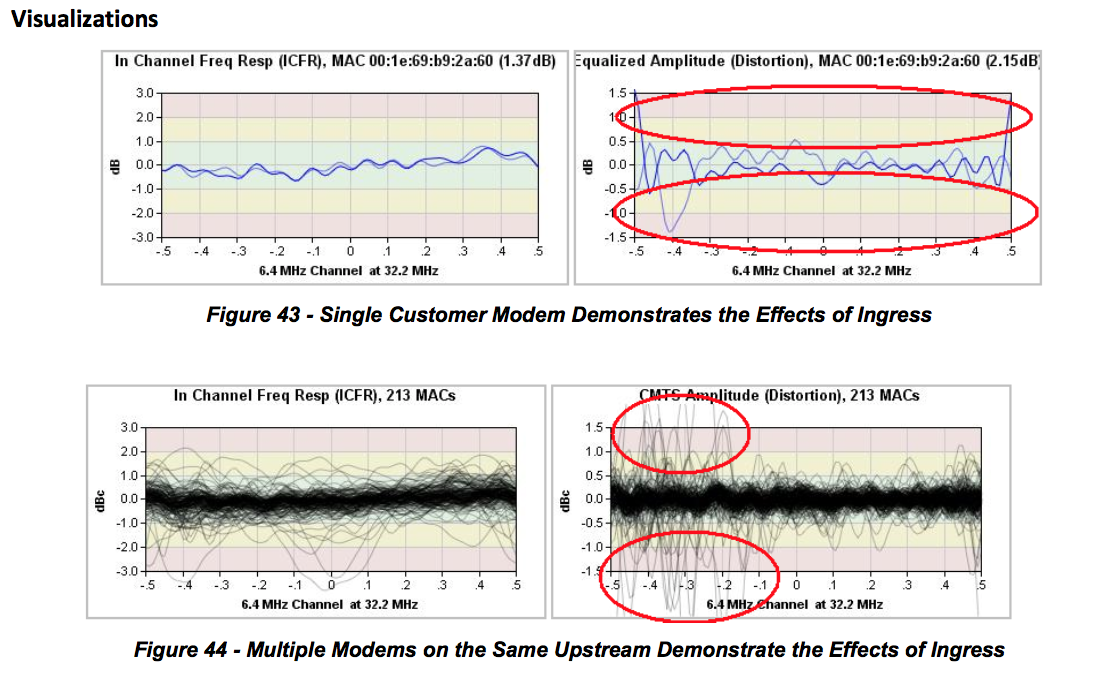 Visualizations
In Channel Freq Resp (ICFR), MAC 00:1e:69:b9:2a:60 (1.37dB)
3.0
2.0
1.0
0.0
-1.0
-2.0
-3.0
dB
-.5 -.4 -.3 -.2 -.1 0 .1 .2 .3 .4 .5
6.4 MHz Channel at 32.2 MHz
Equalized Amplitude (Distortion), MAC 00:1e:69:b9:2a:60 (2.15dB)
1.5
1.0
0.5
0.0
-0.5
-1.0
-1.5
dB
-.5 -.4 -.3 -.2 -.1 0 .1 .2 .3 .4 .5
6.4 MHz Channel at 32.2 MHz
Figure 43 - Single Customer Modem Demonstrates the Effects of Ingress
In Channel Freq Resp (ICFR), 213 MACs
3.0
2.0
1.0
0.0
-1.0
-2.0
-3.0
dBc
-.5 -.4 -.3 -.2 -.1 0 .1 .2 .3 .4 .5
6.4 MHz Channel at 32.2 MHz
CMTS Amplitude (Distortion), 213 MACs
1.5
1.0
0.5
0.0
-0.5
-1.0
-1.5
dBc
-.5 -.4 -.3 -.2 -.1 0 .1 .2 .3 .4 .5
6.4 MHz Channel at 32.2 MHz
Figure 44 - Multiple Modems on the Same Upstream Demonstrate the Effects of Ingress